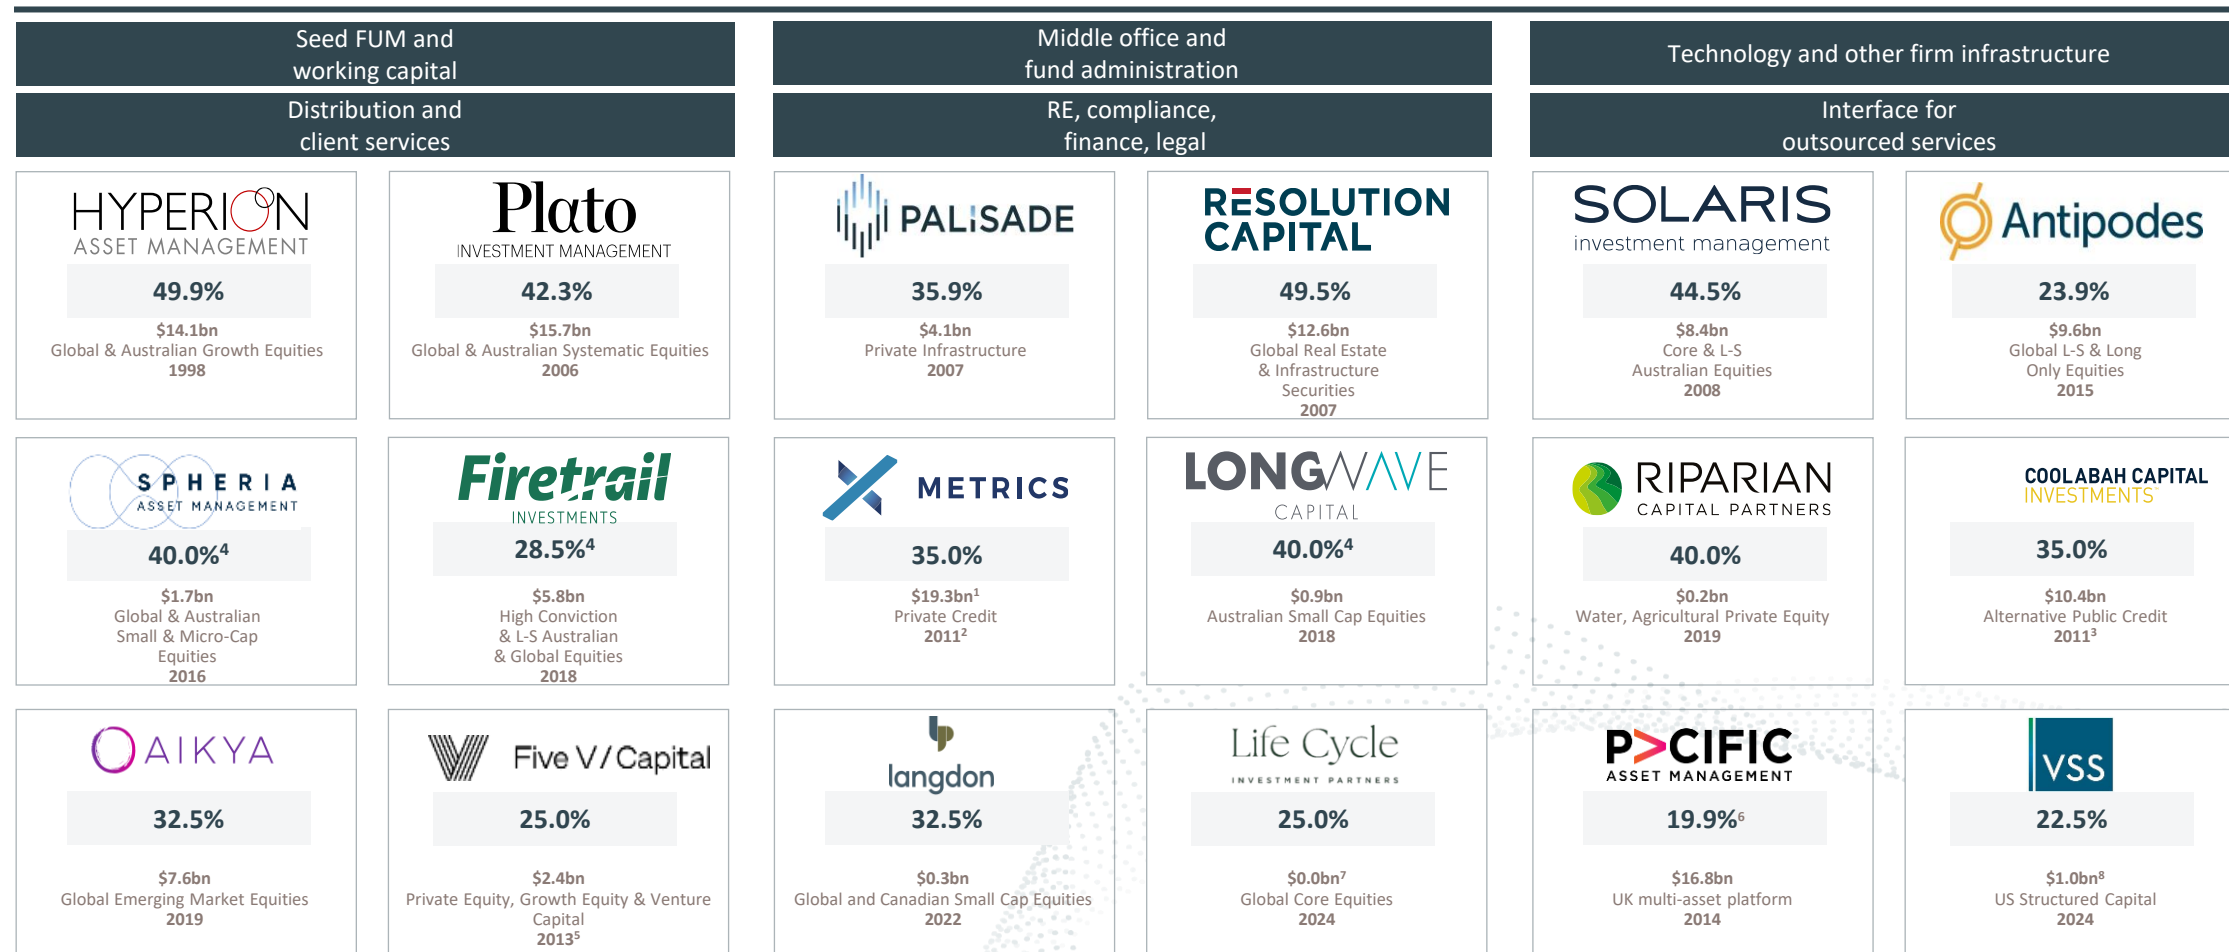 Seed FUM and
working capital
Middle office and
fund administration
Technology and other firm infrastructure
Distribution and
client services
RE, compliance,
finance, legal
Interface for
outsourced services
HYPERION
ASSET MANAGEMENT
49.9%
$14.1bn
Global & Australian Growth Equities
1998
Plato
INVESTMENT MANAGEMENT
42.3%
$15.7bn
Global & Australian Systematic Equities
2006
PALISADE
35.9%
$4.1bn
Private Infrastructure
2007
RESOLUTION
CAPITAL
49.5%
$12.6bn
Global Real Estate
& Infrastructure
Securities
2007
SOLARIS
investment management
44.5%
$8.4bn
Core & L-S
Australian Equities
2008
Antipodes
23.9%
$9.6bn
Global L-S & Long
Only Equities
2015
SPHERIA
ASSET MANAGEMENT
40.0%⁴
$1.7bn
Global & Australian
Small & Micro-Cap
Equities
2016
Firetrail
INVESTMENTS
28.5%⁴
$5.8bn
High Conviction
& L-S Australian
& Global Equities
2018
METRICS
35.0%
$19.3bn¹
Private Credit
2011²
LONGWAVE
CAPITAL
40.0%⁴
$0.9bn
Australian Small Cap Equities
2018
RIPARIAN
CAPITAL PARTNERS
40.0%
$0.2bn
Water, Agricultural Private Equity
2019
COOLABAH CAPITAL
INVESTMENTS
35.0%
$10.4bn
Alternative Public Credit
2011³
AIKYA
32.5%
$7.6bn
Global Emerging Market Equities
2019
Five V / Capital
25.0%
$2.4bn
Private Equity, Growth Equity & Venture
Capital
2013⁵
langdon
32.5%
$0.3bn
Global and Canadian Small Cap Equities
2022
Life Cycle
INVESTMENT PARTNERS
25.0%
$0.0bn⁷
Global Core Equities
2024
P>CIFIC
ASSET MANAGEMENT
19.9%⁶
$16.8bn
UK multi-asset platform
2014
VSS
22.5%
$1.0bn⁸
US Structured Capital
2024